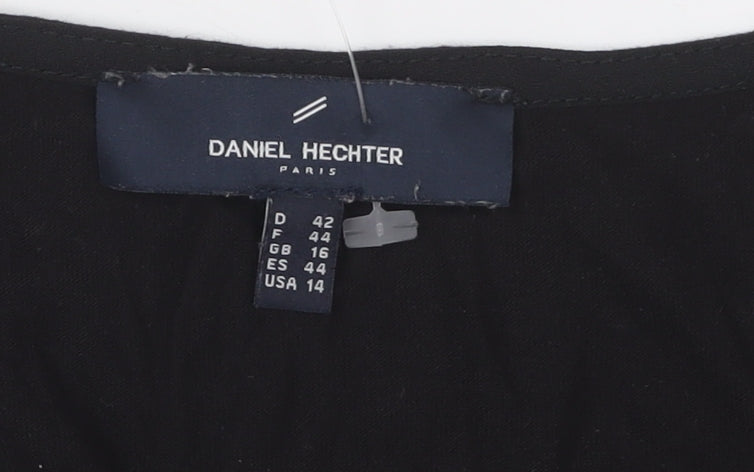 DANIEL HECHTER
PARIS
D 42
F 44
GB 16
ES 44
USA 14